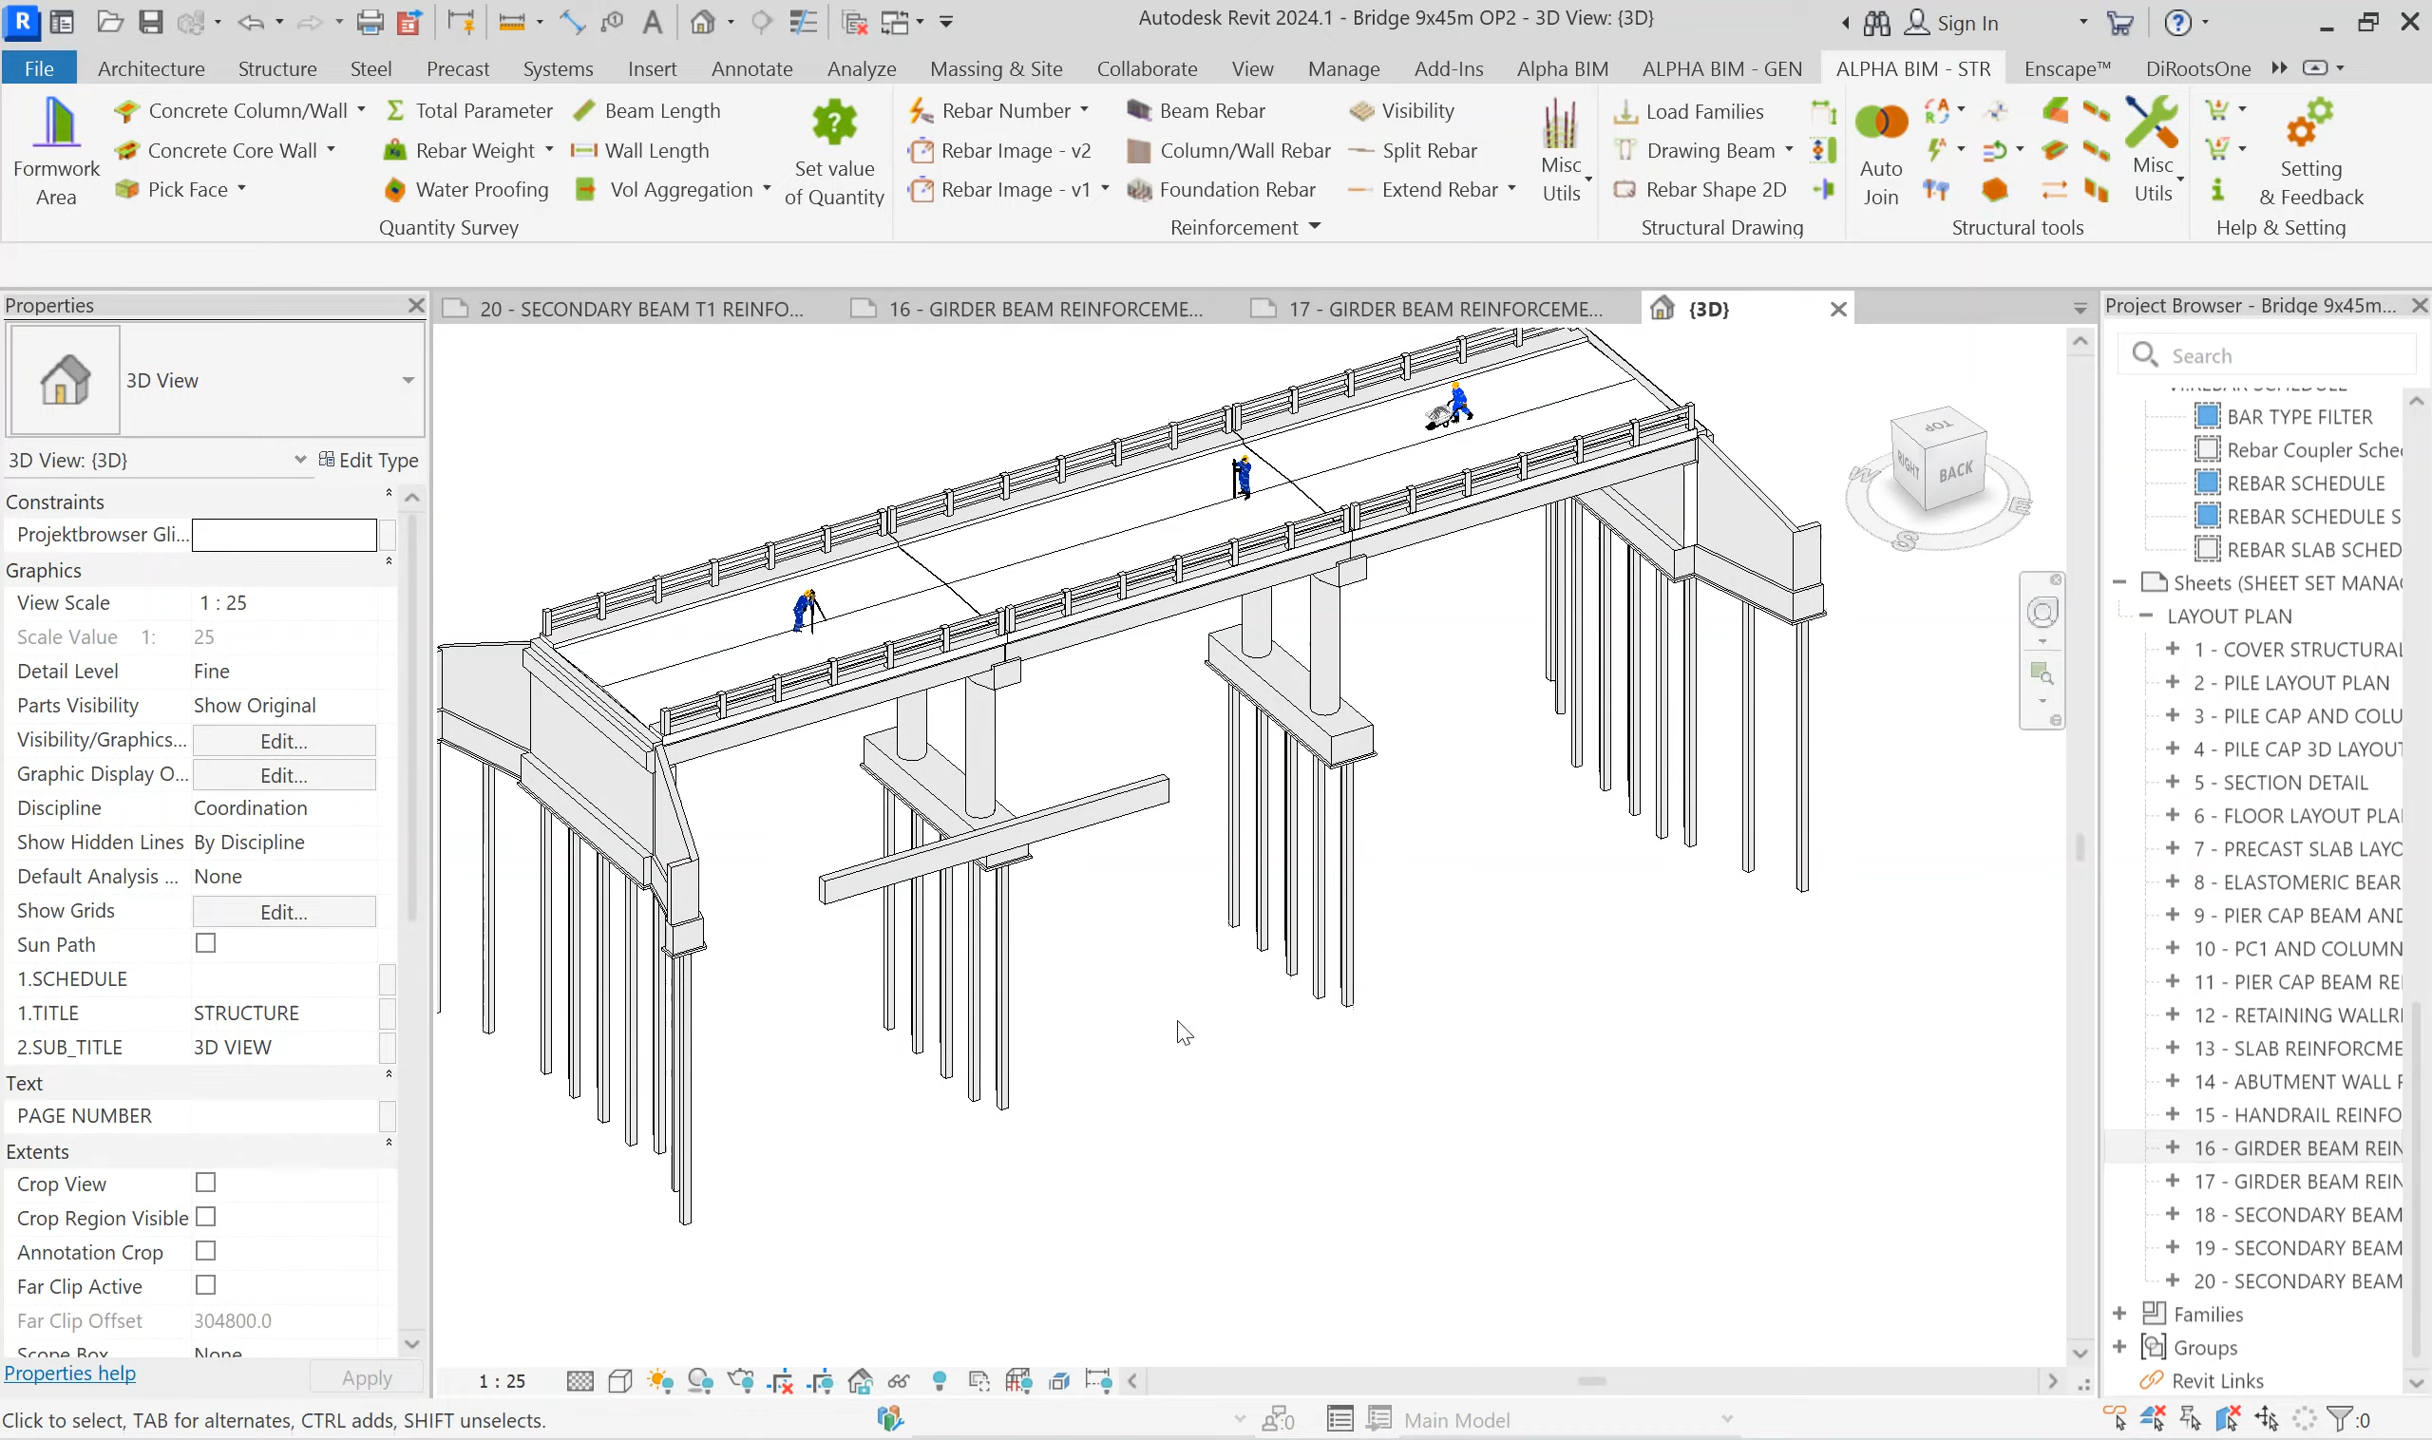 Autodesk Revit 2024.1 - Bridge 9x45m OP2 - 3D View: {3D}
Sign In
File Architecture Structure Steel Precast Systems Insert Annotate Analyze Massing & Site Collaborate View Manage Add-Ins Alpha BIM ALPHA BIM - GEN ALPHA BIM - STR Enscape™ DiRootsOne
Formwork Area
Concrete Column/Wall
Concrete Core Wall
Pick Face
Total Parameter
Rebar Weight
Water Proofing
Beam Length
Wall Length
Vol Aggregation
Set value of Quantity
Quantity Survey
Rebar Number
Rebar Image - v2
Rebar Image - v1
Beam Rebar
Column/Wall Rebar
Foundation Rebar
Visibility
Split Rebar
Extend Rebar
Misc Utils
Reinforcement
Load Families
Drawing Beam
Rebar Shape 2D
Structural Drawing
Auto Join
Misc Utils
Structural tools
Setting & Feedback
Help & Setting
Properties
3D View
3D View: {3D}
Edit Type
Constraints
Projektbrowser Gli...
Graphics
View Scale 1 : 25
Scale Value 1: 25
Detail Level Fine
Parts Visibility Show Original
Visibility/Graphics... Edit...
Graphic Display O... Edit...
Discipline Coordination
Show Hidden Lines By Discipline
Default Analysis ... None
Show Grids Edit...
Sun Path
1.SCHEDULE
1.TITLE STRUCTURE
2.SUB_TITLE 3D VIEW
Text
PAGE NUMBER
Extents
Crop View
Crop Region Visible
Annotation Crop
Far Clip Active
Far Clip Offset 304800.0
Scope Box None
Properties help
Apply
20 - SECONDARY BEAM T1 REINFO...
16 - GIRDER BEAM REINFORCEME...
17 - GIRDER BEAM REINFORCEME...
{3D}
TOP
RIGHT
BACK
W
S
E
1 : 25
Project Browser - Bridge 9x45m...
Search
BAR TYPE FILTER
Rebar Coupler Sche
REBAR SCHEDULE
REBAR SCHEDULE S
REBAR SLAB SCHED
Sheets (SHEET SET MANA
LAYOUT PLAN
1 - COVER STRUCTURAL
2 - PILE LAYOUT PLAN
3 - PILE CAP AND COLU
4 - PILE CAP 3D LAYOUT
5 - SECTION DETAIL
6 - FLOOR LAYOUT PLA
7 - PRECAST SLAB LAYO
8 - ELASTOMERIC BEAR
9 - PIER CAP BEAM AND
10 - PC1 AND COLUMN
11 - PIER CAP BEAM RE
12 - RETAINING WALLR
13 - SLAB REINFORCME
14 - ABUTMENT WALL F
15 - HANDRAIL REINFO
16 - GIRDER BEAM REIN
17 - GIRDER BEAM REIN
18 - SECONDARY BEAM
19 - SECONDARY BEAM
20 - SECONDARY BEAM
Families
Groups
Revit Links
Click to select, TAB for alternates, CTRL adds, SHIFT unselects.
:0
Main Model
:0